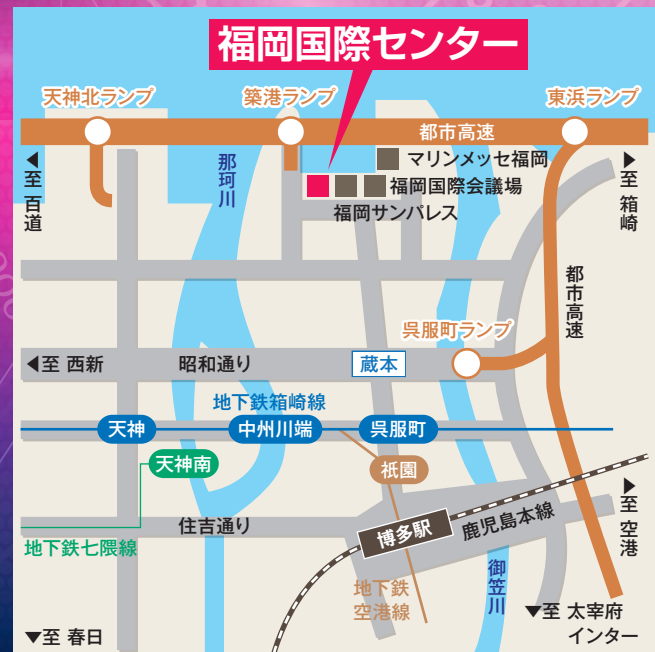 福岡国際センター
天神北ランプ
築港ランプ
東浜ランプ
都市高速
マリンメッセ福岡
福岡国際会議場
福岡サンパレス
◀至 百道
那珂川
▶至 箱崎
都市高速
呉服町ランプ
◀至 西新
昭和通り
蔵本
地下鉄箱崎線
天神
中州川端
呉服町
天神南
祇園
住吉通り
博多駅
鹿児島本線
▶至 空港
地下鉄七隈線
地下鉄
空港線
御笠川
▼至 太宰府
インター
▼至 春日